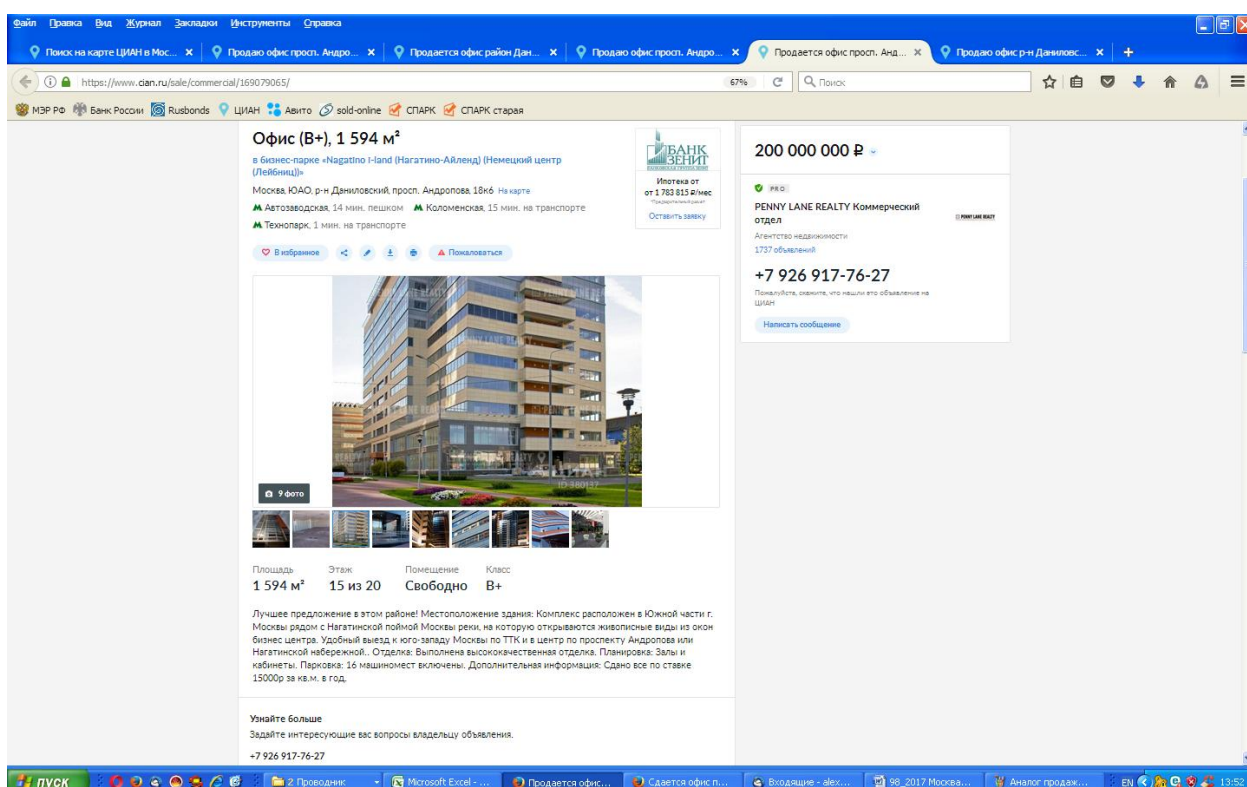 Файл Правка Вид Журнал Закладки Инструменты Справка
Поиск на карте ЦИАН в Мос... Продаю офис просп. Андро... Продается офис район Дан... Продаю офис просп. Андро... Продается офис просп. Анд... Продаю офис р-н Даниловс...
https://www.cian.ru/sale/commercial/169079065/ 67% Поиск
МЭР РФ Банк России Rusbonds ЦИАН Авито sold-online СПАРК СПАРК старая
Офис (B+), 1 594 м²
в бизнес-парке «Nagatino i-land (Нагатино-Айленд) (Немецкий центр
(Лейбниц))»
Москва, ЮАО, р-н Даниловский, просп. Андропова, 18к6 На карте
Автозаводская, 14 мин. пешком Коломенская, 15 мин. на транспорте
Технопарк, 1 мин. на транспорте
БАНК
ЗЕНИТ
Ипотека от
от 1 783 815 ₽/мес
Оставить заявку
В избранное Пожаловаться
200 000 000 ₽
PRO
PENNY LANE REALTY Коммерческий
отдел
PENNY LANE REALTY
Агентство недвижимости
1737 объявлений
+7 926 917-76-27
Пожалуйста, скажите, что нашли это объявление на
ЦИАН
Написать сообщение
ЦИАН
ID 380137
9 фото
Площадь Этаж Помещение Класс
1 594 м² 15 из 20 Свободно B+
Лучшее предложение в этом районе! Местоположение здания: Комплекс расположен в Южной части г.
Москвы рядом с Нагатинской поймой Москвы реки, на которую открываются живописные виды из окон
бизнес центра. Удобный выезд к юго-западу Москвы по ТТК и в центр по проспекту Андропова или
Нагатинской набережной.. Отделка: Выполнена высококачественная отделка. Планировка: Залы и
кабинеты. Парковка: 16 машиномест включены. Дополнительная информация: Сдано все по ставке
15000р за кв.м. в год.
Узнайте больше
Задайте интересующие вас вопросы владельцу объявления.
+7 926 917-76-27
пуск 2 Проводник Microsoft Excel - ... Продается офис... Сдается офис п... Входящие - alex... 98_2017 Москва... Аналог продаж... EN 13:52